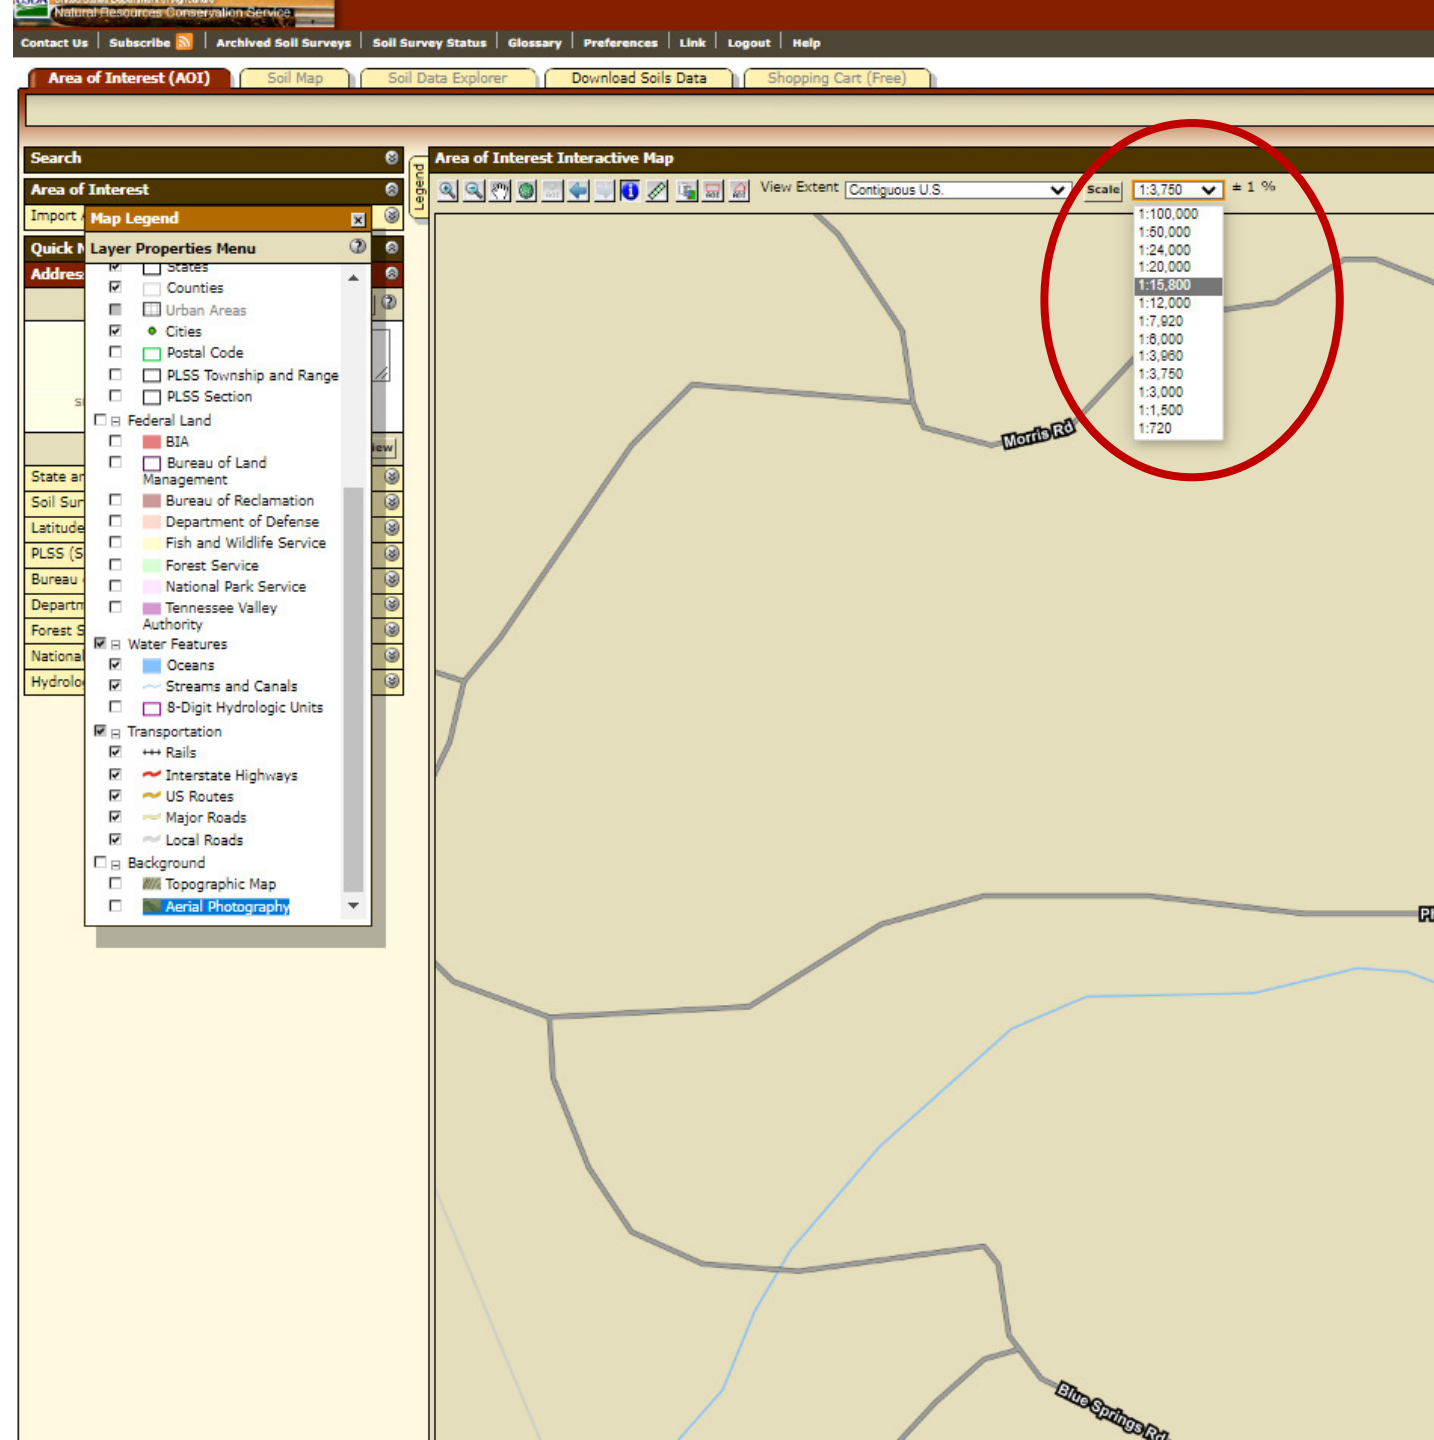 United States Department of Agriculture
Natural Resources Conservation Service
Contact Us Subscribe Archived Soil Surveys Soil Survey Status Glossary Preferences Link Logout Help
Area of Interest (AOI) Soil Map Soil Data Explorer Download Soils Data Shopping Cart (Free)
Search
Area of Interest
Import
Legend
Area of Interest Interactive Map
View Extent Contiguous U.S. Scale 1:3,750 ± 1 %
1:100,000
1:50,000
1:24,000
1:20,000
1:15,800
1:12,000
1:7,920
1:6,000
1:3,960
1:3,750
1:3,000
1:1,500
1:720
Map Legend
Quick N
Layer Properties Menu
Addres
States
Counties
Urban Areas
Cities
Postal Code
PLSS Township and Range
PLSS Section
Federal Land
BIA
Bureau of Land
Management
Bureau of Reclamation
Department of Defense
Fish and Wildlife Service
Forest Service
National Park Service
Tennessee Valley
Authority
Water Features
Oceans
Streams and Canals
8-Digit Hydrologic Units
Transportation
Rails
Interstate Highways
US Routes
Major Roads
Local Roads
Background
Topographic Map
Aerial Photography
iew
State an
Soil Sur
Latitude
PLSS (S
Bureau
Departm
Forest S
National
Hydrolo
Morris Rd
Blue Springs Rd